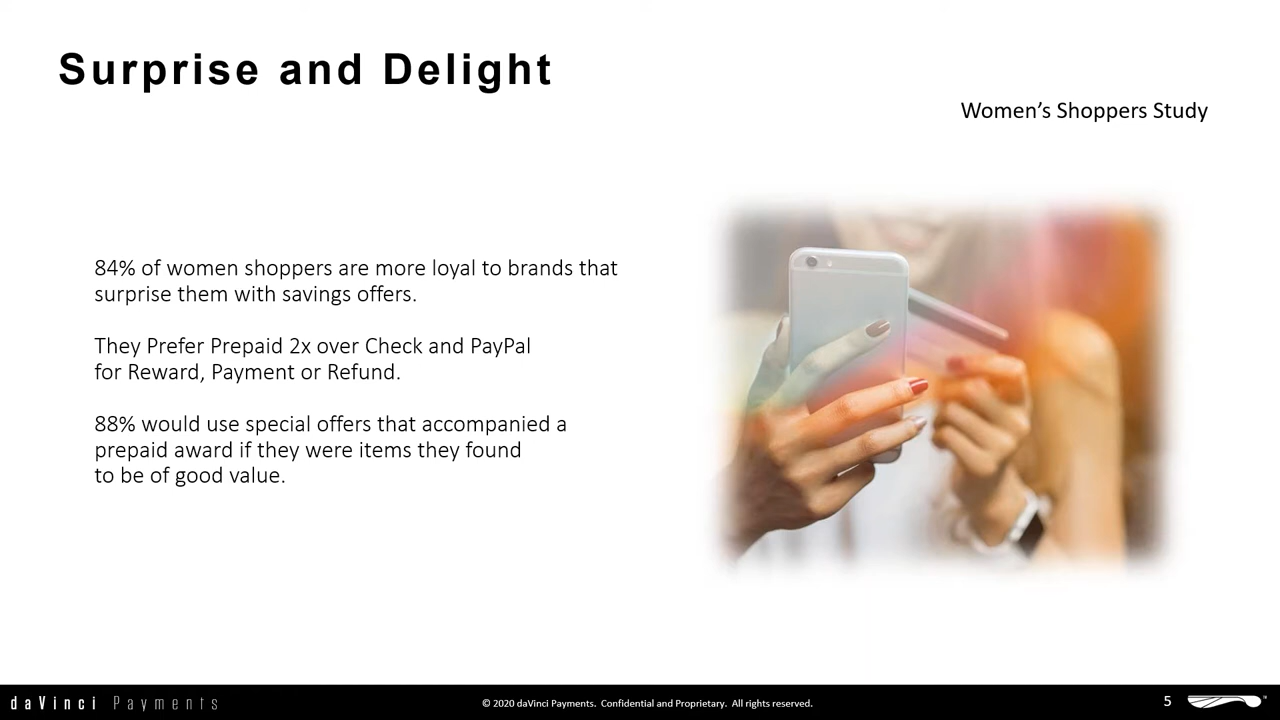 Surprise and Delight
Women’s Shoppers Study
84% of women shoppers are more loyal to brands that
surprise them with savings offers.
They Prefer Prepaid 2x over Check and PayPal
for Reward, Payment or Refund.
88% would use special offers that accompanied a
prepaid award if they were items they found
to be of good value.
daVinci Payments
© 2020 daVinci Payments. Confidential and Proprietary. All rights reserved.
5
™